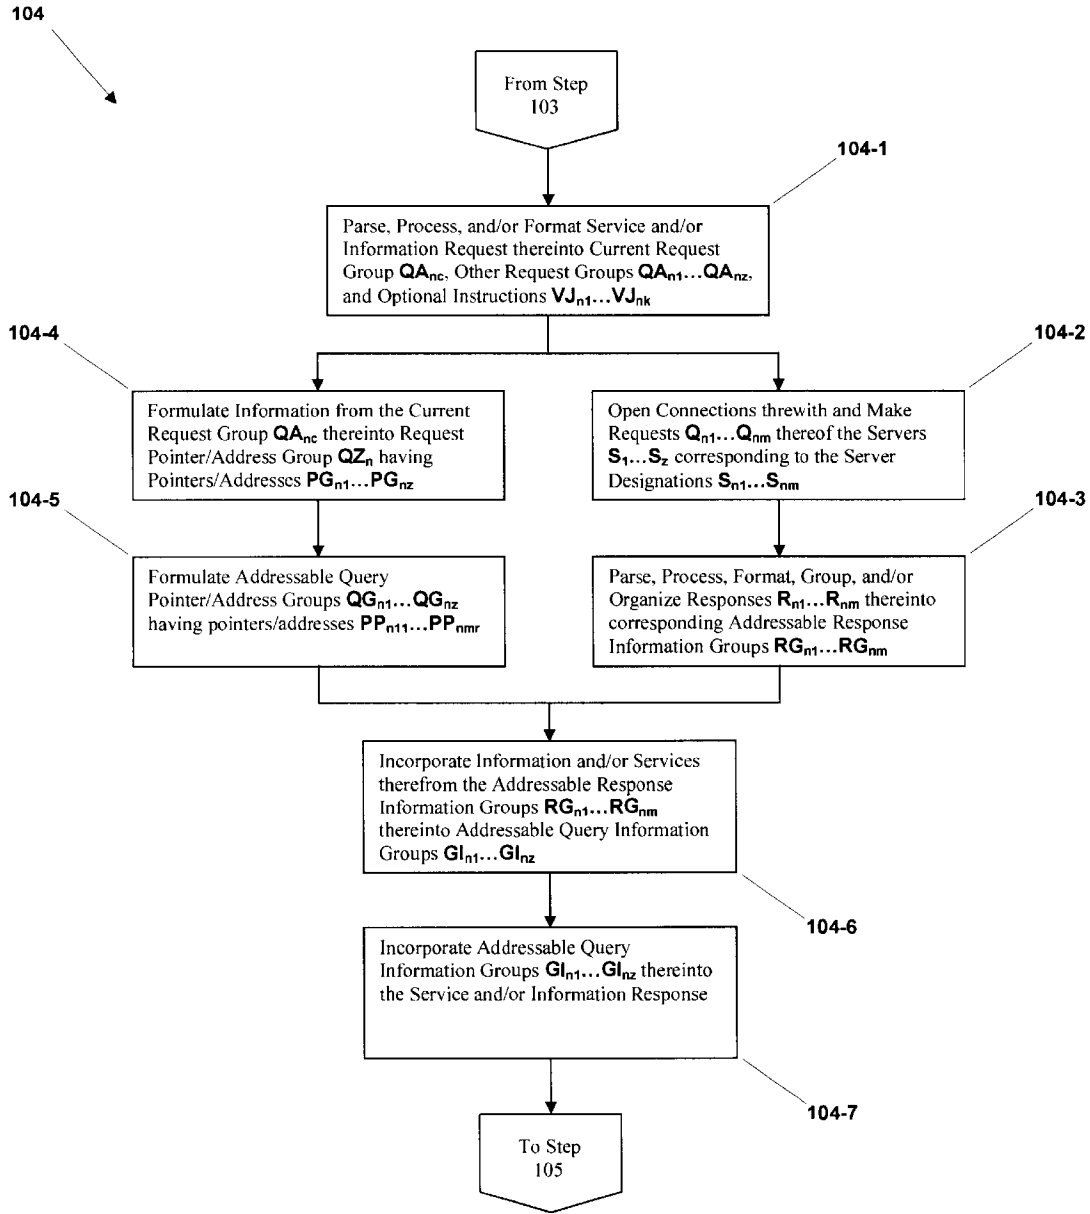 104
From Step
103
104-1
Parse, Process, and/or Format Service and/or
Information Request thereinto Current Request
Group QAnc, Other Request Groups QAn1...QAnz,
and Optional Instructions VJn1...VJnk
104-4
104-2
Formulate Information from the Current
Request Group QAnc thereinto Request
Pointer/Address Group QZn having
Pointers/Addresses PGn1...PGnz
Open Connections threwith and Make
Requests Qn1...Qnm thereof the Servers
S1...Sz corresponding to the Server
Designations Sn1...Snm
104-5
104-3
Formulate Addressable Query
Pointer/Address Groups QGn1...QGnz
having pointers/addresses PPn11...PPnmr
Parse, Process, Format, Group, and/or
Organize Responses Rn1...Rnm thereinto
corresponding Addressable Response
Information Groups RGn1...RGnm
Incorporate Information and/or Services
therefrom the Addressable Response
Information Groups RGn1...RGnm
thereinto Addressable Query Information
Groups GIn1...GInz
104-6
Incorporate Addressable Query
Information Groups GIn1...GInz thereinto
the Service and/or Information Response
104-7
To Step
105